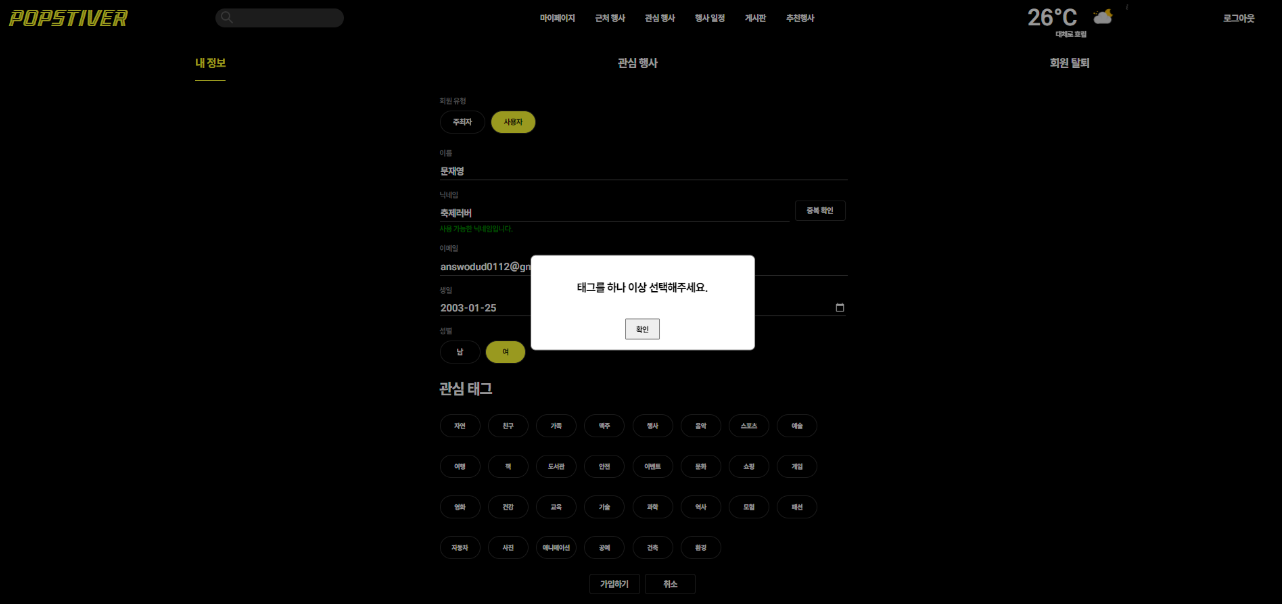 POPSTIVER
마이페이지 근처 행사 관심 행사 행사 일정 게시판 추천행사
26°C
대체로 흐림
로그아웃
내 정보 관심 행사 회원 탈퇴
회원 유형
주최자 사용자
이름
문재영
닉네임
축제러버 중복 확인
사용 가능한 닉네임입니다.
이메일
answodud0112@gm
태그를 하나 이상 선택해주세요.
확인
생일
2003-01-25
성별
남 여
관심 태그
자연 친구 가족 맥주 행사 음악 스포츠 예술
여행 책 도서관 안전 이벤트 문화 쇼핑 게임
영화 건강 교육 기술 과학 역사 모험 패션
자동차 사진 애니메이션 공예 건축 환경
가입하기 취소